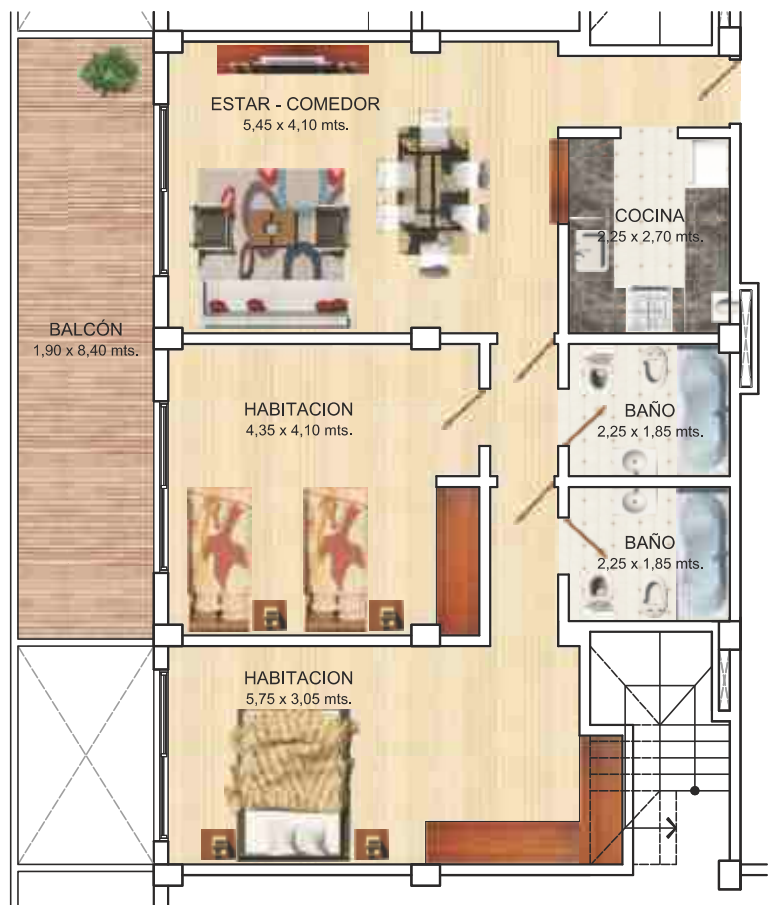 ESTAR - COMEDOR
5,45 x 4,10 mts.
COCINA
2,25 x 2,70 mts.
BALCÓN
1,90 x 8,40 mts.
HABITACION
4,35 x 4,10 mts.
BAÑO
2,25 x 1,85 mts.
BAÑO
2,25 x 1,85 mts.
HABITACION
5,75 x 3,05 mts.